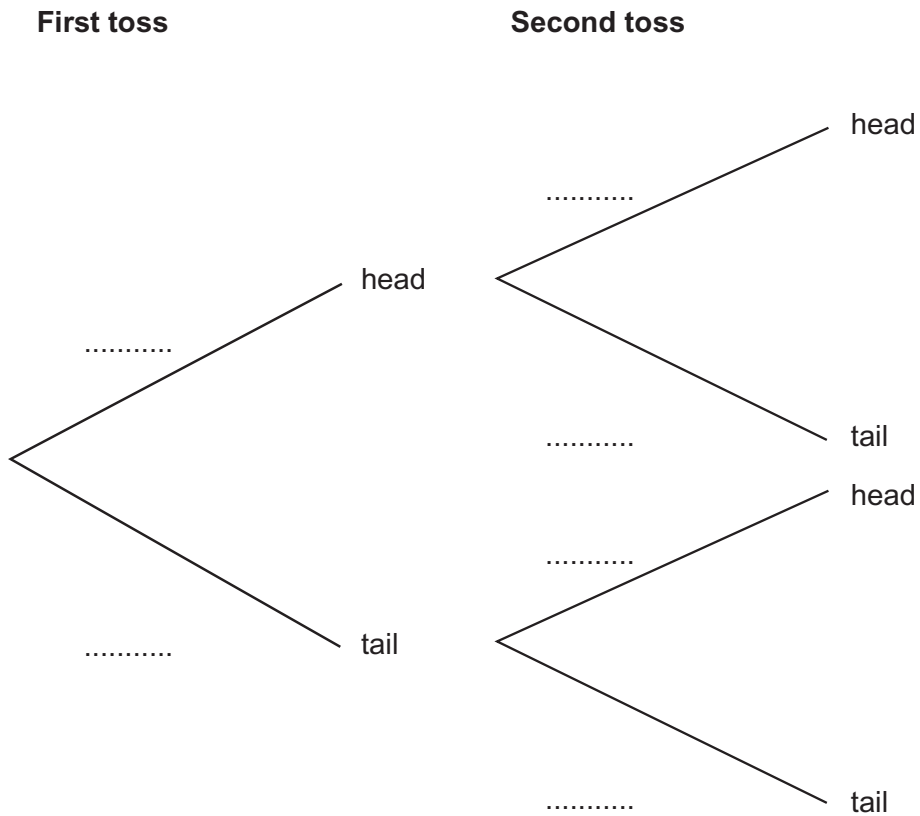 First toss Second toss
head
...........
head
...........
...........
tail
head
...........
tail
...........
...........
tail